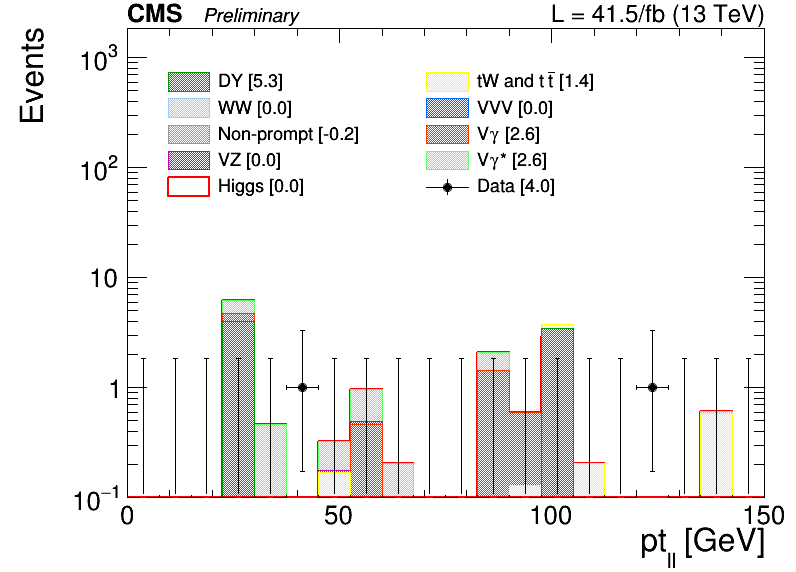 CMS Preliminary L = 41.5/fb (13 TeV)
Events
10³
10²
10
1
10⁻¹
DY [5.3]
WW [0.0]
Non-prompt [-0.2]
VZ [0.0]
Higgs [0.0]
tW and tt̅ [1.4]
VVV [0.0]
Vγ [2.6]
Vγ* [2.6]
Data [4.0]
0 50 100 150
pt_ll [GeV]